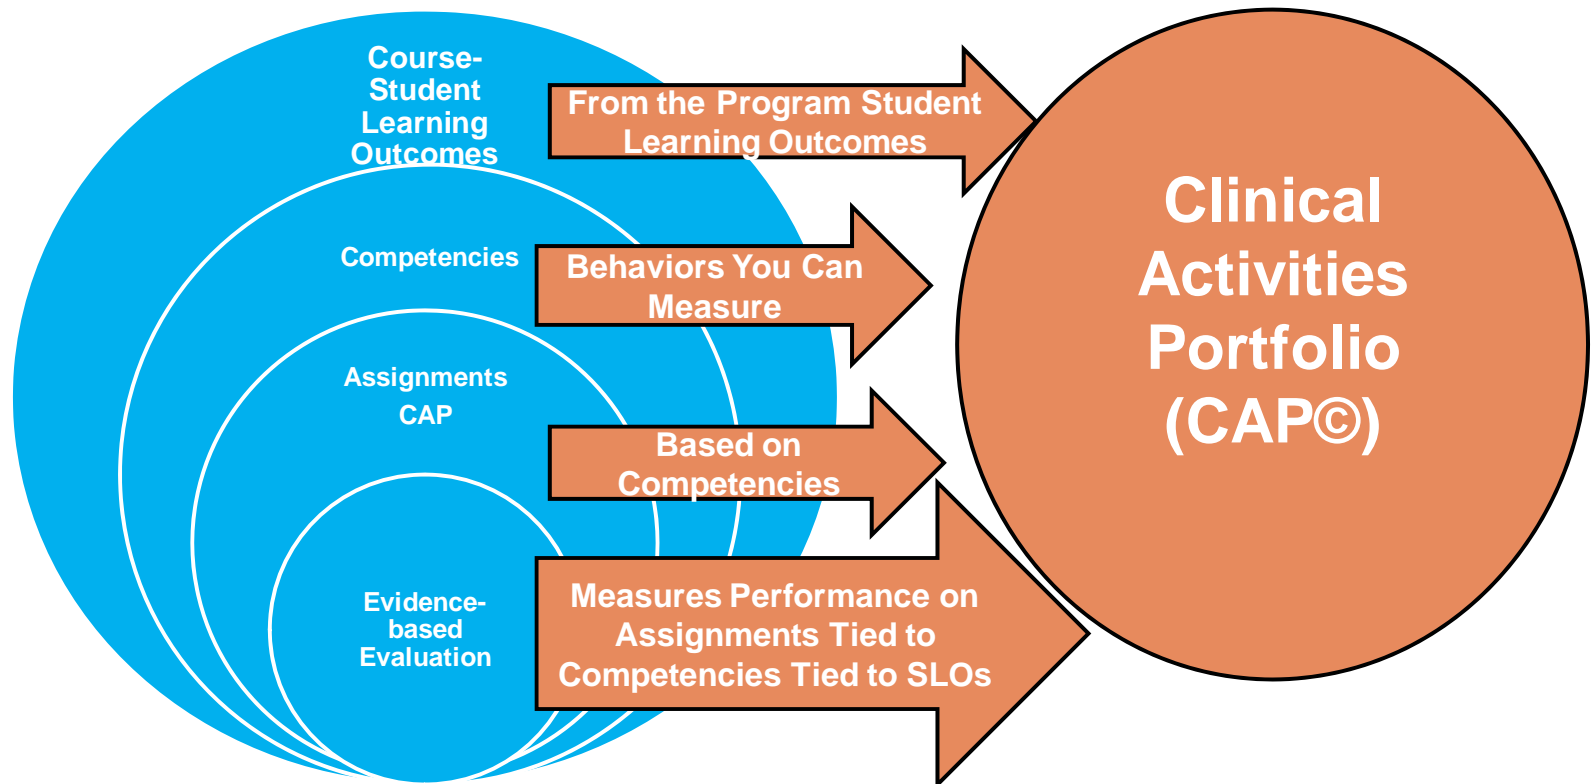 Course-
Student
Learning
Outcomes
From the Program Student
Learning Outcomes
Competencies
Behaviors You Can
Measure
Assignments
CAP
Based on
Competencies
Evidence-
based
Evaluation
Measures Performance on
Assignments Tied to
Competencies Tied to SLOs
Clinical
Activities
Portfolio
(CAP©)